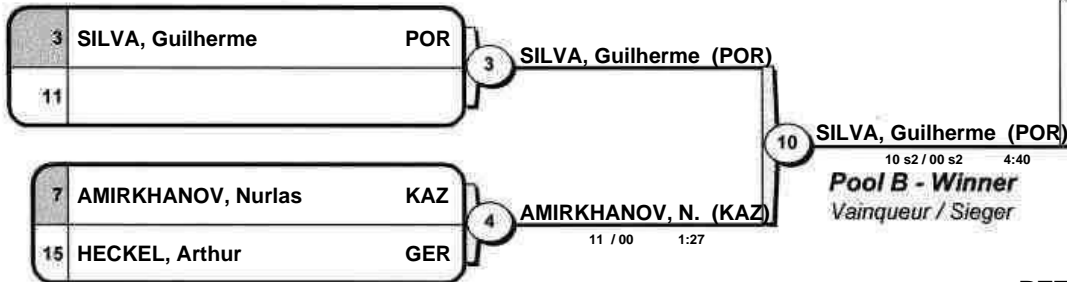 3 SILVA, Guilherme POR
11
3 SILVA, Guilherme (POR)
7 AMIRKHANOV, Nurlas KAZ
15 HECKEL, Arthur GER
4 AMIRKHANOV, N. (KAZ)
11 / 00 1:27
10 SILVA, Guilherme (POR)
10 s2 / 00 s2 4:40
Pool B - Winner
Vainqueur / Sieger